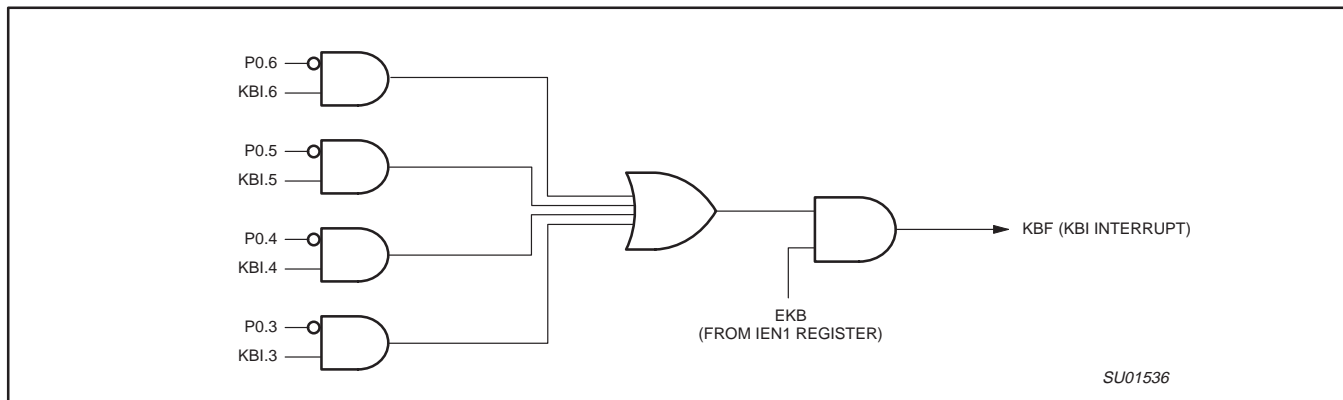 P0.6
KBI.6
P0.5
KBI.5
P0.4
KBI.4
P0.3
KBI.3
KBF (KBI INTERRUPT)
EKB
(FROM IEN1 REGISTER)
SU01536